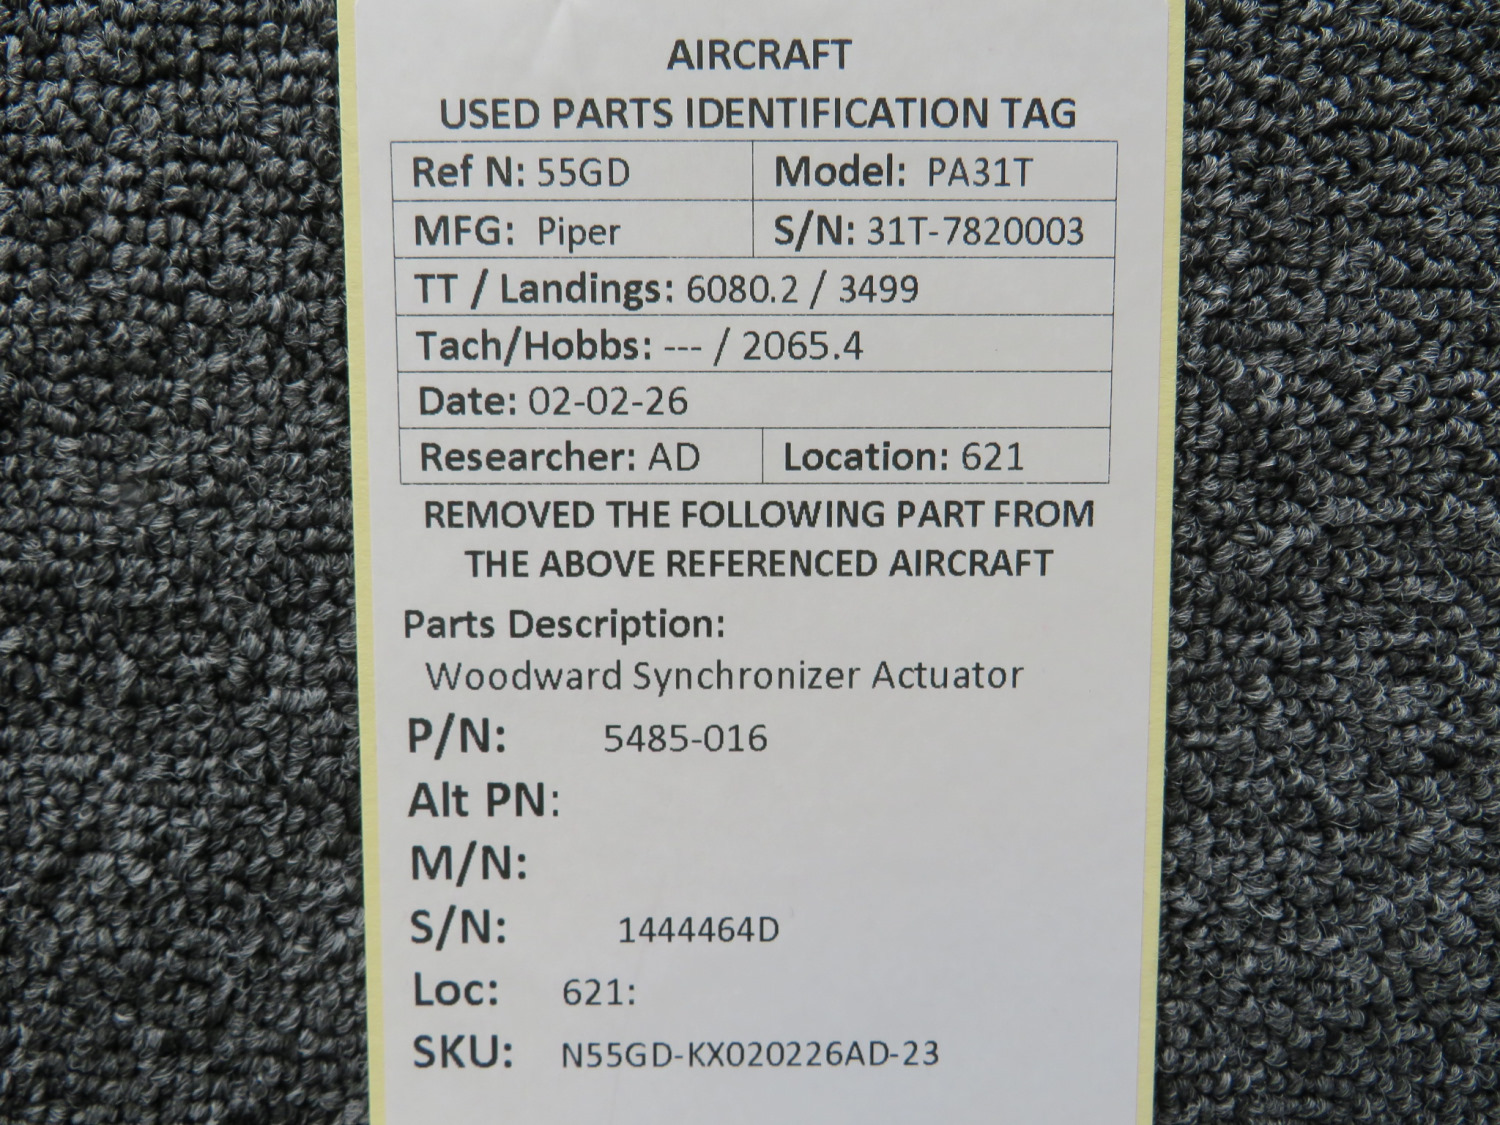 AIRCRAFT
USED PARTS IDENTIFICATION TAG
Ref N: 55GD Model: PA31T
MFG: Piper S/N: 31T-7820003
TT / Landings: 6080.2 / 3499
Tach/Hobbs: --- / 2065.4
Date: 02-02-26
Researcher: AD Location: 621
REMOVED THE FOLLOWING PART FROM
THE ABOVE REFERENCED AIRCRAFT
Parts Description:
Woodward Synchronizer Actuator
P/N: 5485-016
Alt PN:
M/N:
S/N: 1444464D
Loc: 621:
SKU: N55GD-KX020226AD-23